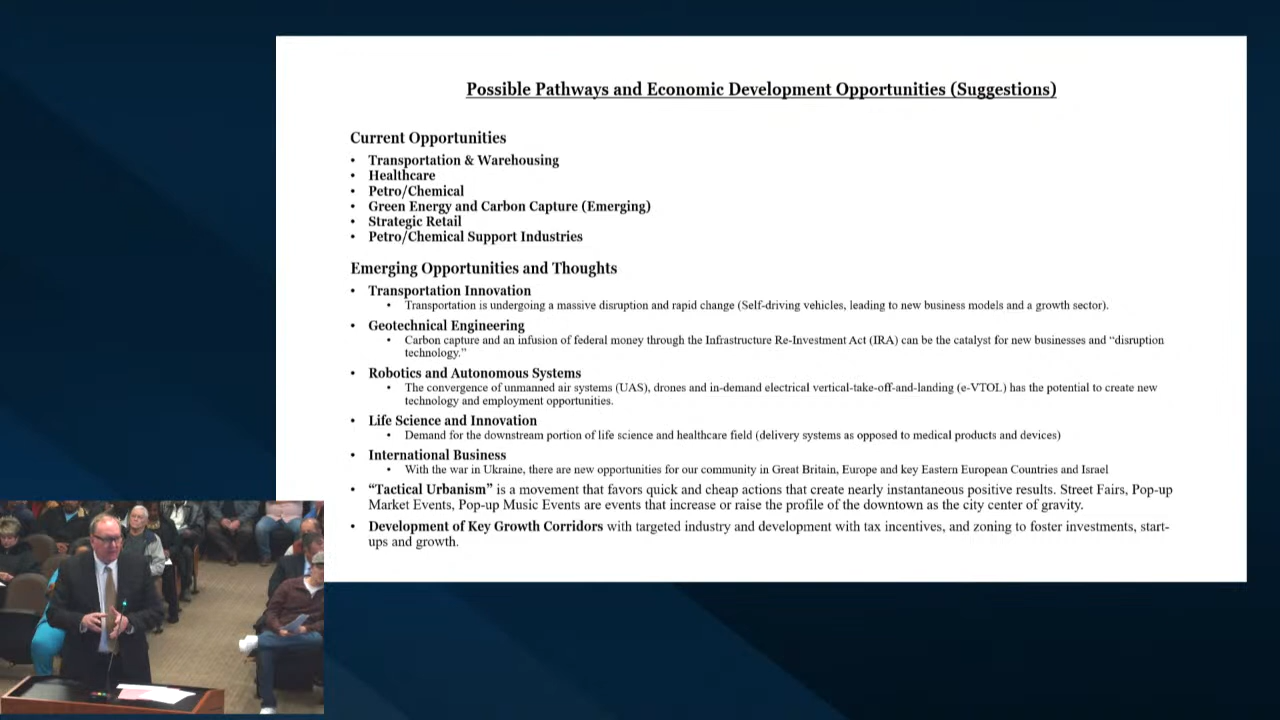 Possible Pathways and Economic Development Opportunities (Suggestions)
Current Opportunities
• Transportation & Warehousing
• Healthcare
• Petro/Chemical
• Green Energy and Carbon Capture (Emerging)
• Strategic Retail
• Petro/Chemical Support Industries
Emerging Opportunities and Thoughts
• Transportation Innovation
• Transportation is undergoing a massive disruption and rapid change (Self-driving vehicles, leading to new business models and a growth sector).
• Geotechnical Engineering
• Carbon capture and an infusion of federal money through the Infrastructure Re-Investment Act (IRA) can be the catalyst for new businesses and “disruption
technology.”
• Robotics and Autonomous Systems
• The convergence of unmanned air systems (UAS), drones and in-demand electrical vertical-take-off-and-landing (e-VTOL) has the potential to create new
technology and employment opportunities.
• Life Science and Innovation
• Demand for the downstream portion of life science and healthcare field (delivery systems as opposed to medical products and devices)
• International Business
• With the war in Ukraine, there are new opportunities for our community in Great Britain, Europe and key Eastern European Countries and Israel
• “Tactical Urbanism” is a movement that favors quick and cheap actions that create nearly instantaneous positive results. Street Fairs, Pop-up
Market Events, Pop-up Music Events are events that increase or raise the profile of the downtown as the city center of gravity.
• Development of Key Growth Corridors with targeted industry and development with tax incentives, and zoning to foster investments, start-
ups and growth.